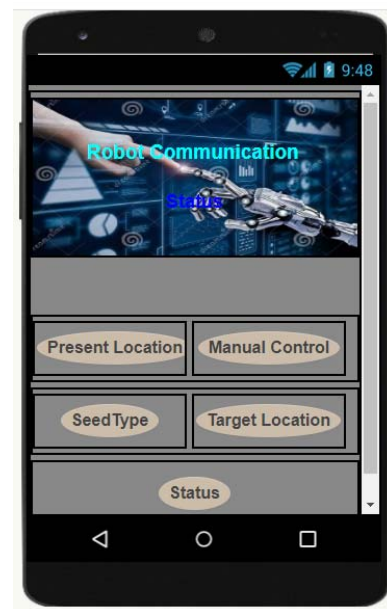 9:48
Robot Communication
Status
Present Location
Manual Control
SeedType
Target Location
Status